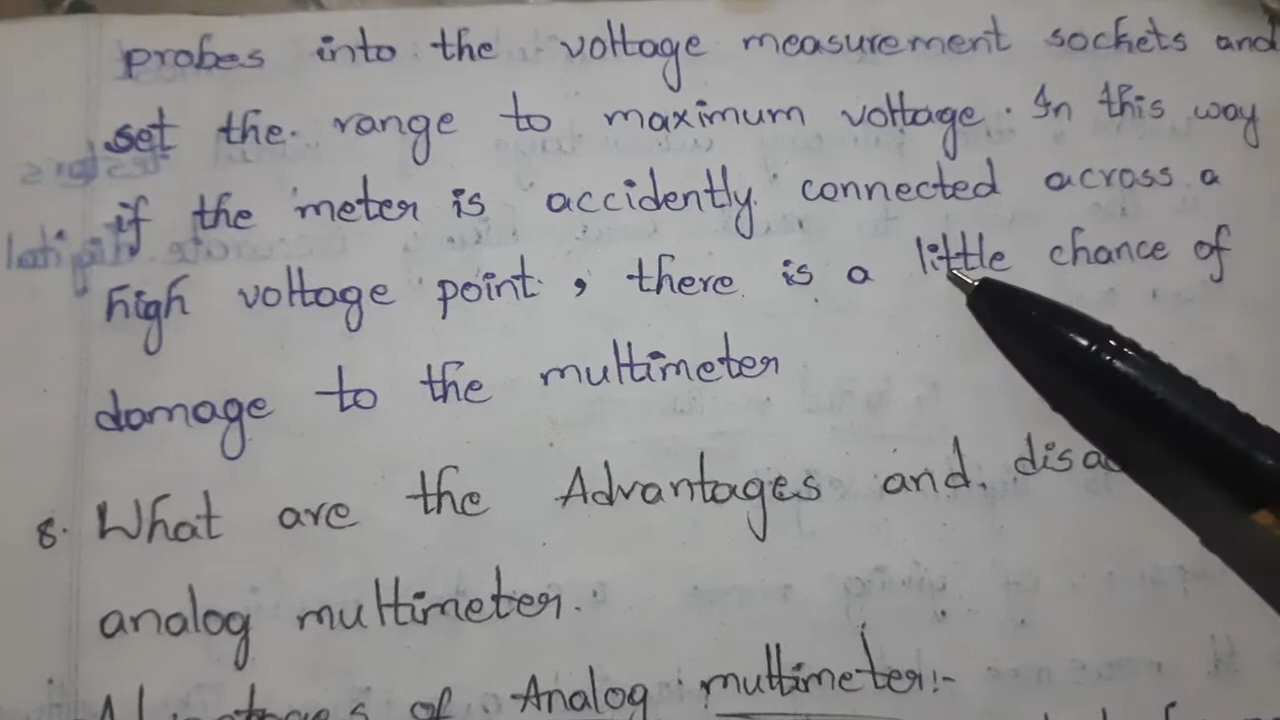 probes into the voltage measurement sockets and
set the range to maximum voltage. In this way
if the meter is accidently connected across a
high voltage point, there is a little chance of
damage to the multimeter
8. What are the Advantages and
analog multimeter.
of Analog multimeter:-